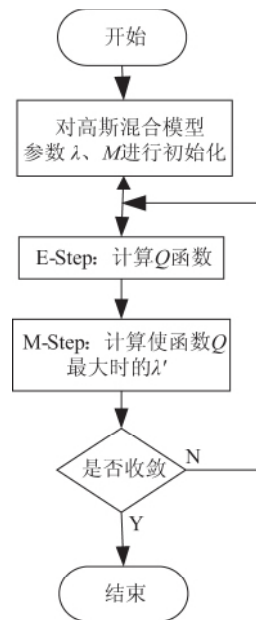 开始
对高斯混合模型
参数 λ、M进行初始化
E-Step：计算Q函数
M-Step：计算使函数Q
最大时的λ'
是否收敛
N
Y
结束